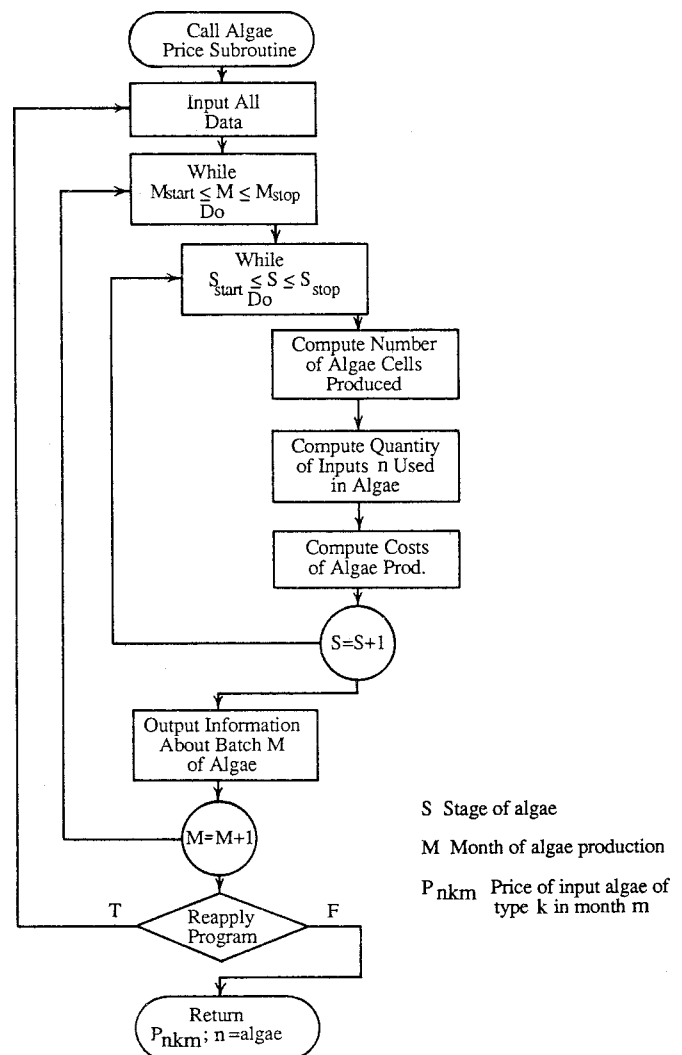 Call Algae
Price Subroutine
Input All
Data
While
Mstart ≤ M ≤ Mstop
Do
While
Sstart ≤ S ≤ Sstop
Do
Compute Number
of Algae Cells
Produced
Compute Quantity
of Inputs n Used
in Algae
Compute Costs
of Algae Prod.
S=S+1
Output Information
About Batch M
of Algae
M=M+1
T
Reapply
Program
F
Return
Pnkm; n=algae
S Stage of algae
M Month of algae production
Pnkm Price of input algae of
type k in month m